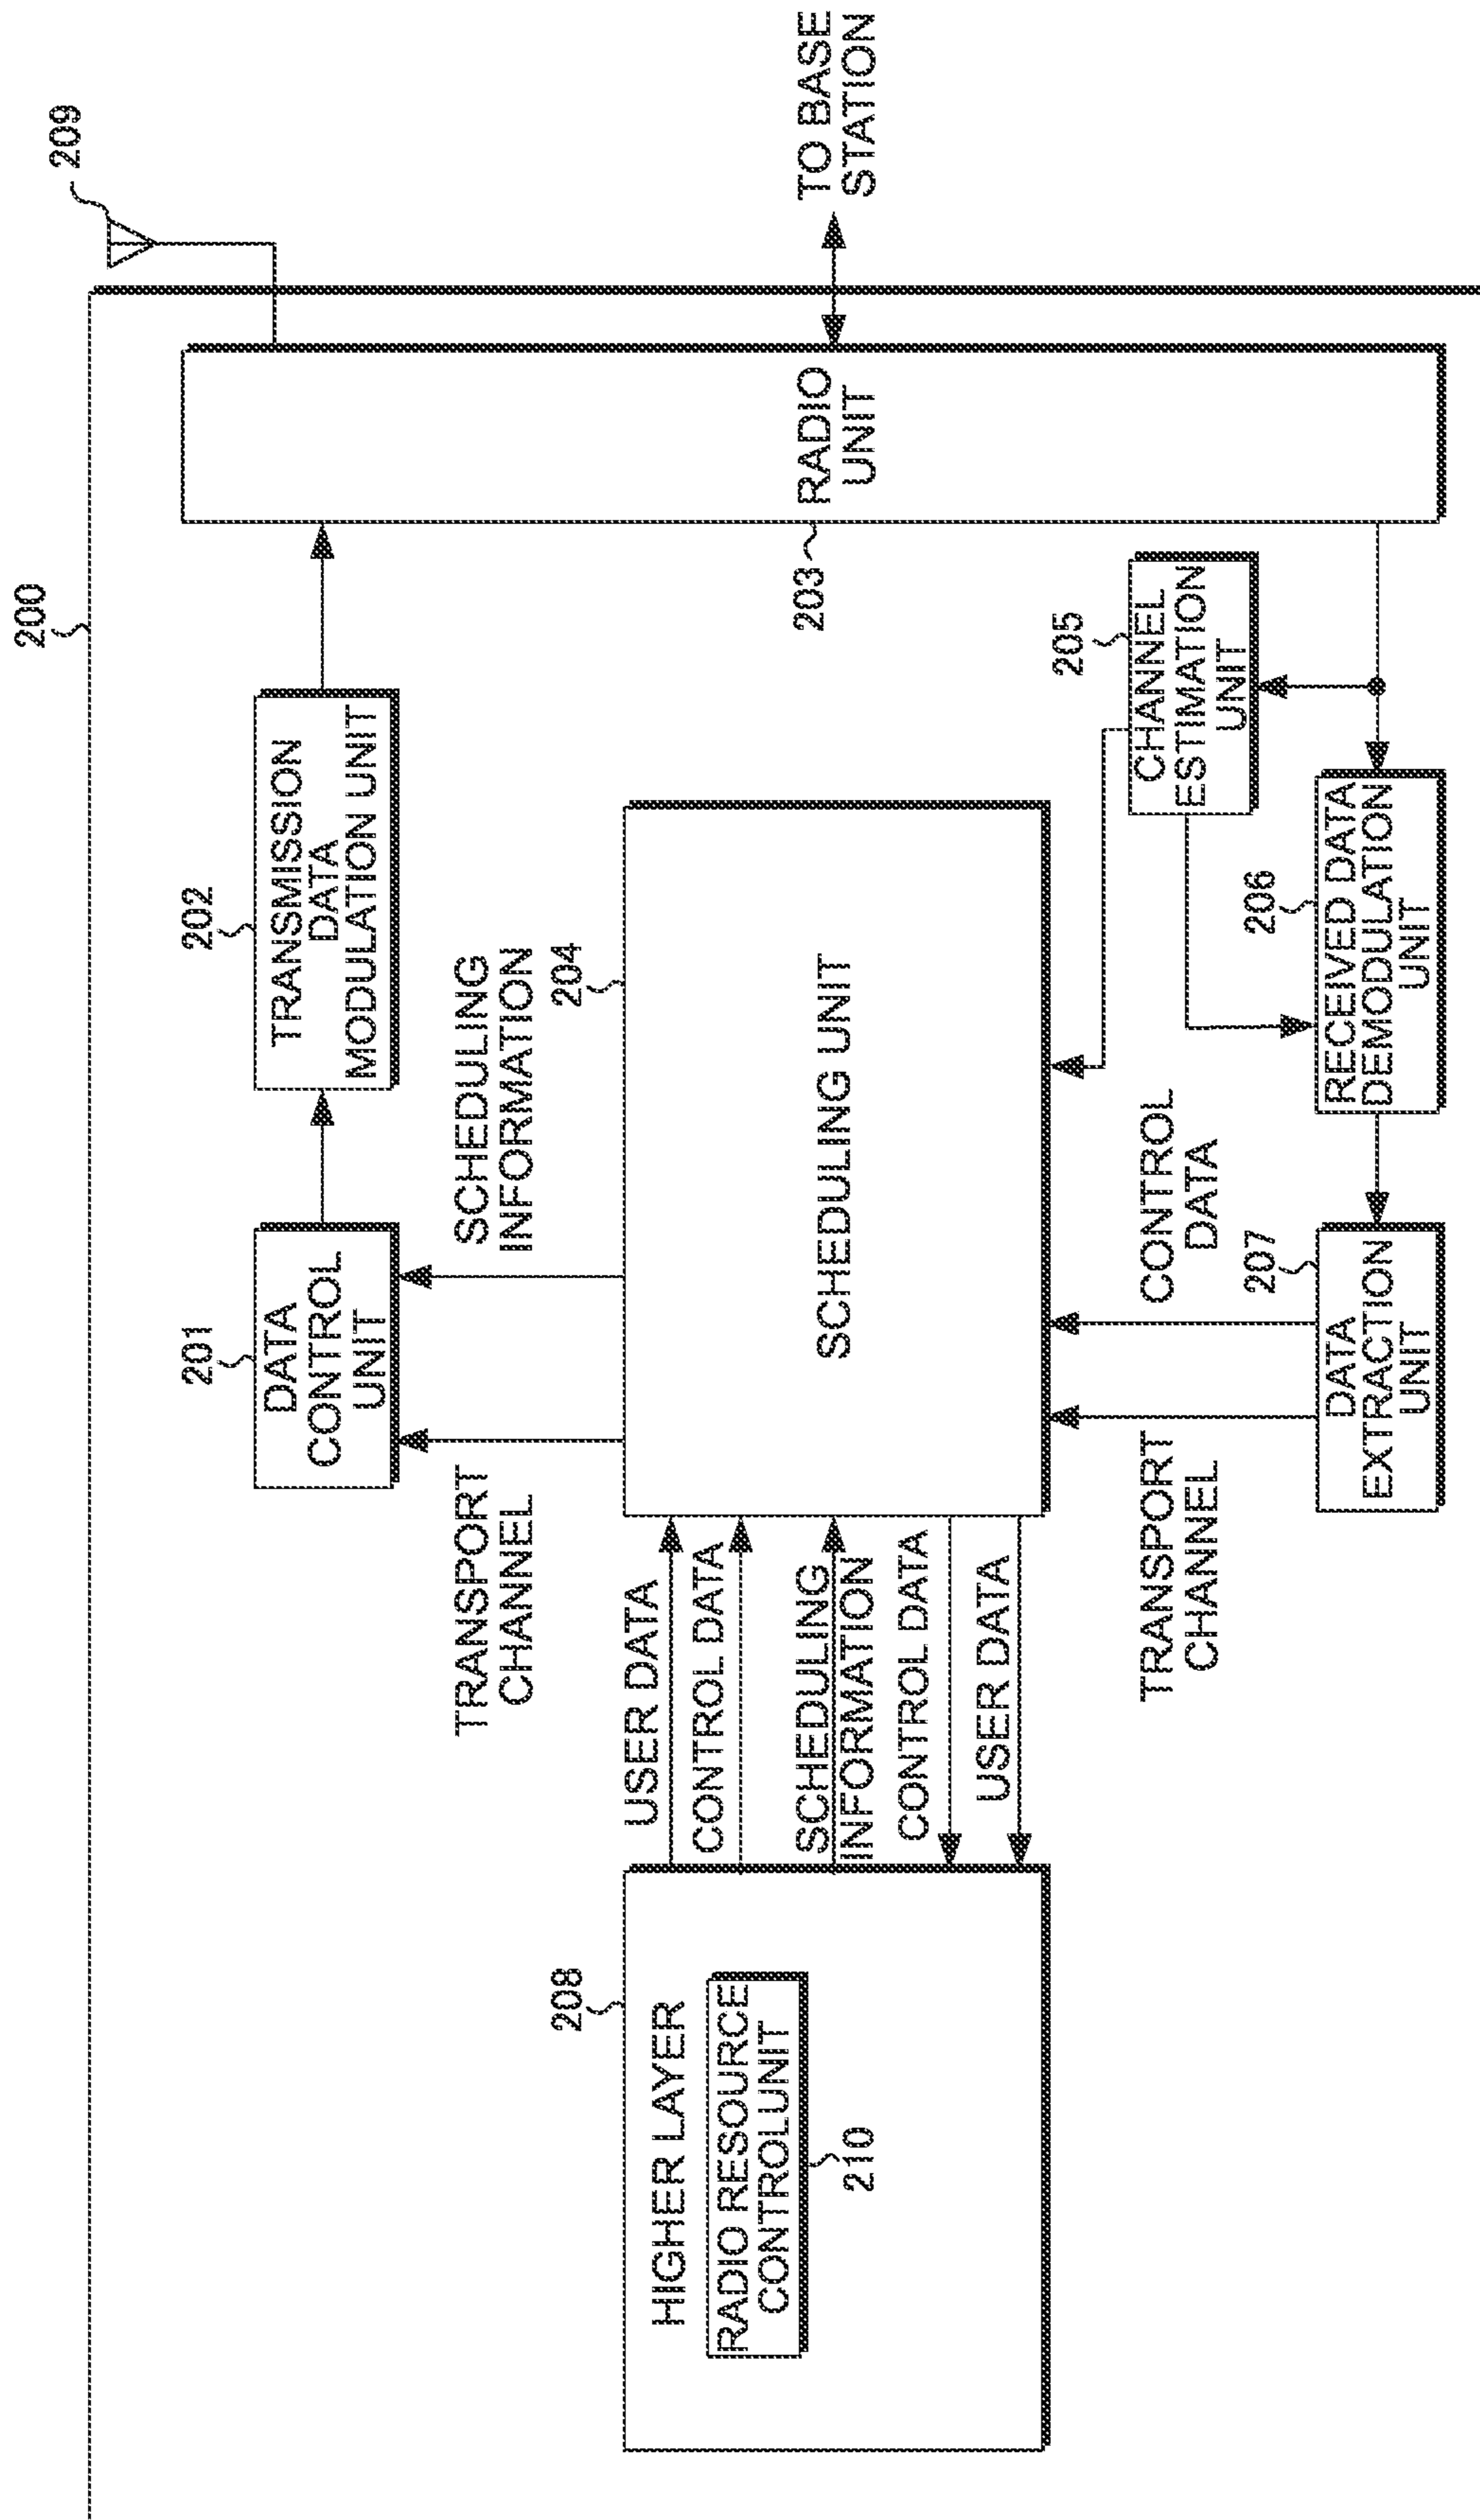 200
209
201
DATA
CONTROL
UNIT
202
TRANSMISSION
DATA
MODULATION UNIT
TRANSPORT
CHANNEL
SCHEDULING
INFORMATION
208
HIGHER LAYER
RADIO RESOURCE
CONTROLUNIT
210
USER DATA
CONTROL DATA
SCHEDULING
INFORMATION
CONTROL DATA
USER DATA
204
SCHEDULING UNIT
203
RADIO
UNIT
TO BASE
STATION
205
CHANNEL
ESTIMATION
UNIT
TRANSPORT
CHANNEL
CONTROL
DATA
207
DATA
EXTRACTION
UNIT
206
RECEIVED DATA
DEMODULATION
UNIT